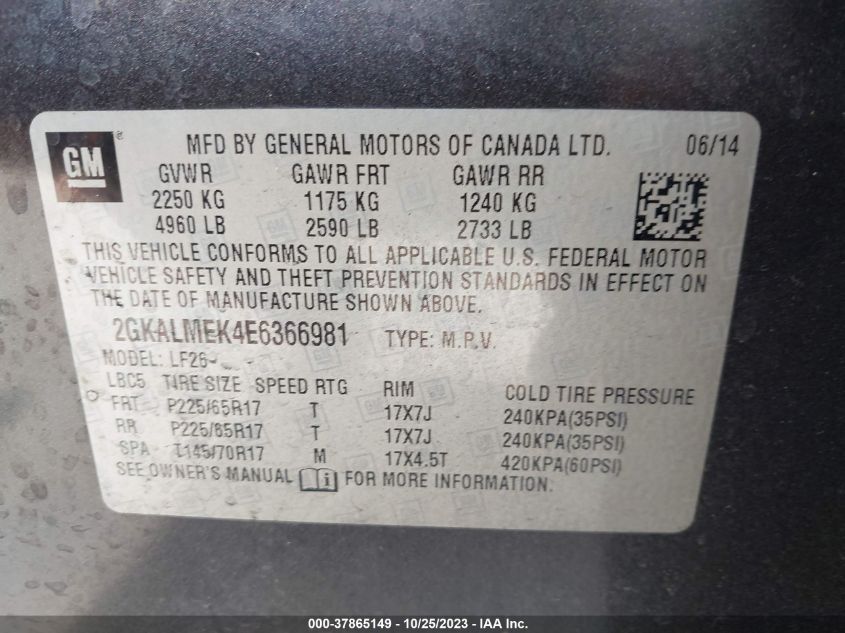 GM ®
MFD BY GENERAL MOTORS OF CANADA LTD. 06/14
GVWR GAWR FRT GAWR RR
2250 KG 1175 KG 1240 KG
4960 LB 2590 LB 2733 LB
THIS VEHICLE CONFORMS TO ALL APPLICABLE U.S. FEDERAL MOTOR
VEHICLE SAFETY AND THEFT PREVENTION STANDARDS IN EFFECT ON
THE DATE OF MANUFACTURE SHOWN ABOVE.
2GKALMEK4E6366981 TYPE: M.P.V.
MODEL: LF26
LBC5 TIRE SIZE SPEED RTG RIM COLD TIRE PRESSURE
FRT P225/65R17 T 17X7J 240KPA(35PSI)
RR P225/65R17 T 17X7J 240KPA(35PSI)
SPA T145/70R17 M 17X4.5T 420KPA(60PSI)
SEE OWNER'S MANUAL i FOR MORE INFORMATION.
000-37865149 - 10/25/2023 - IAA Inc.